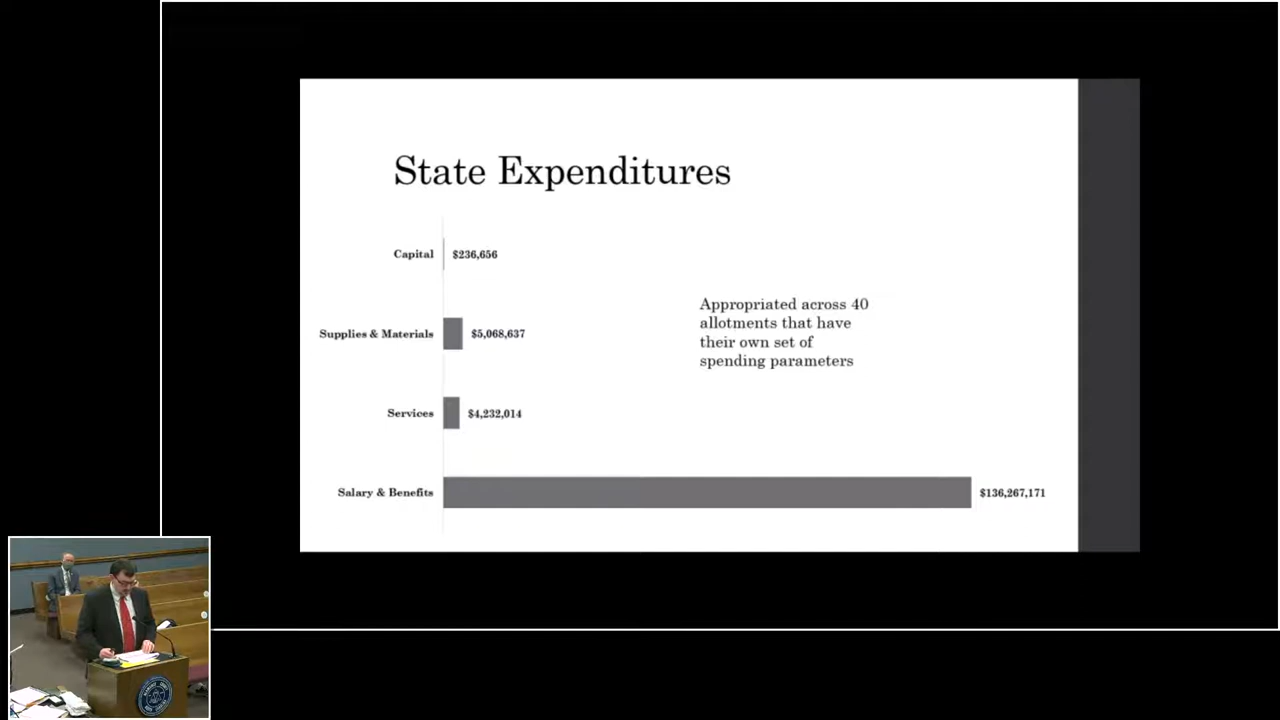 State Expenditures
Capital
$236,656
Supplies & Materials
$5,068,637
Services
$4,232,014
Salary & Benefits
$136,267,171
Appropriated across 40
allotments that have
their own set of
spending parameters